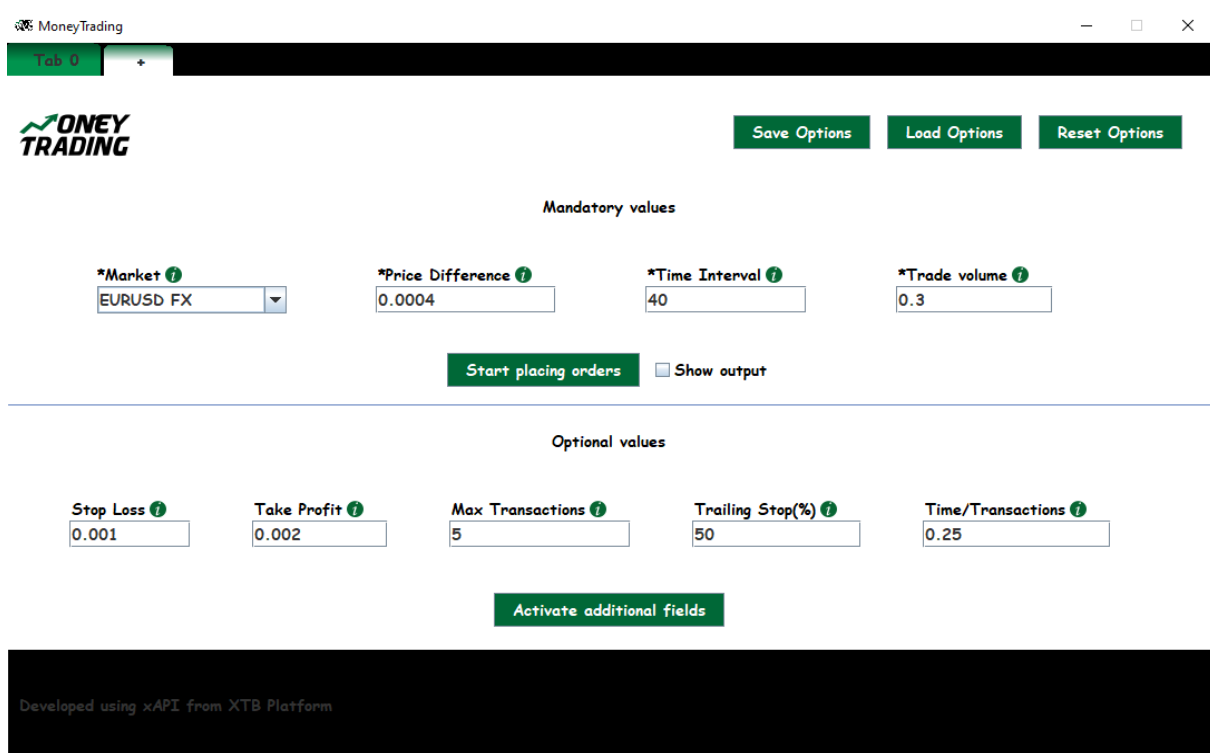 MoneyTrading
Tab 0 +
ONEY
TRADING
Save Options Load Options Reset Options
Mandatory values
*Market *Price Difference *Time Interval *Trade volume
EURUSD FX 0.0004 40 0.3
Start placing orders Show output
Optional values
Stop Loss Take Profit Max Transactions Trailing Stop(%) Time/Transactions
0.001 0.002 5 50 0.25
Activate additional fields
Developed using xAPI from XTB Platform